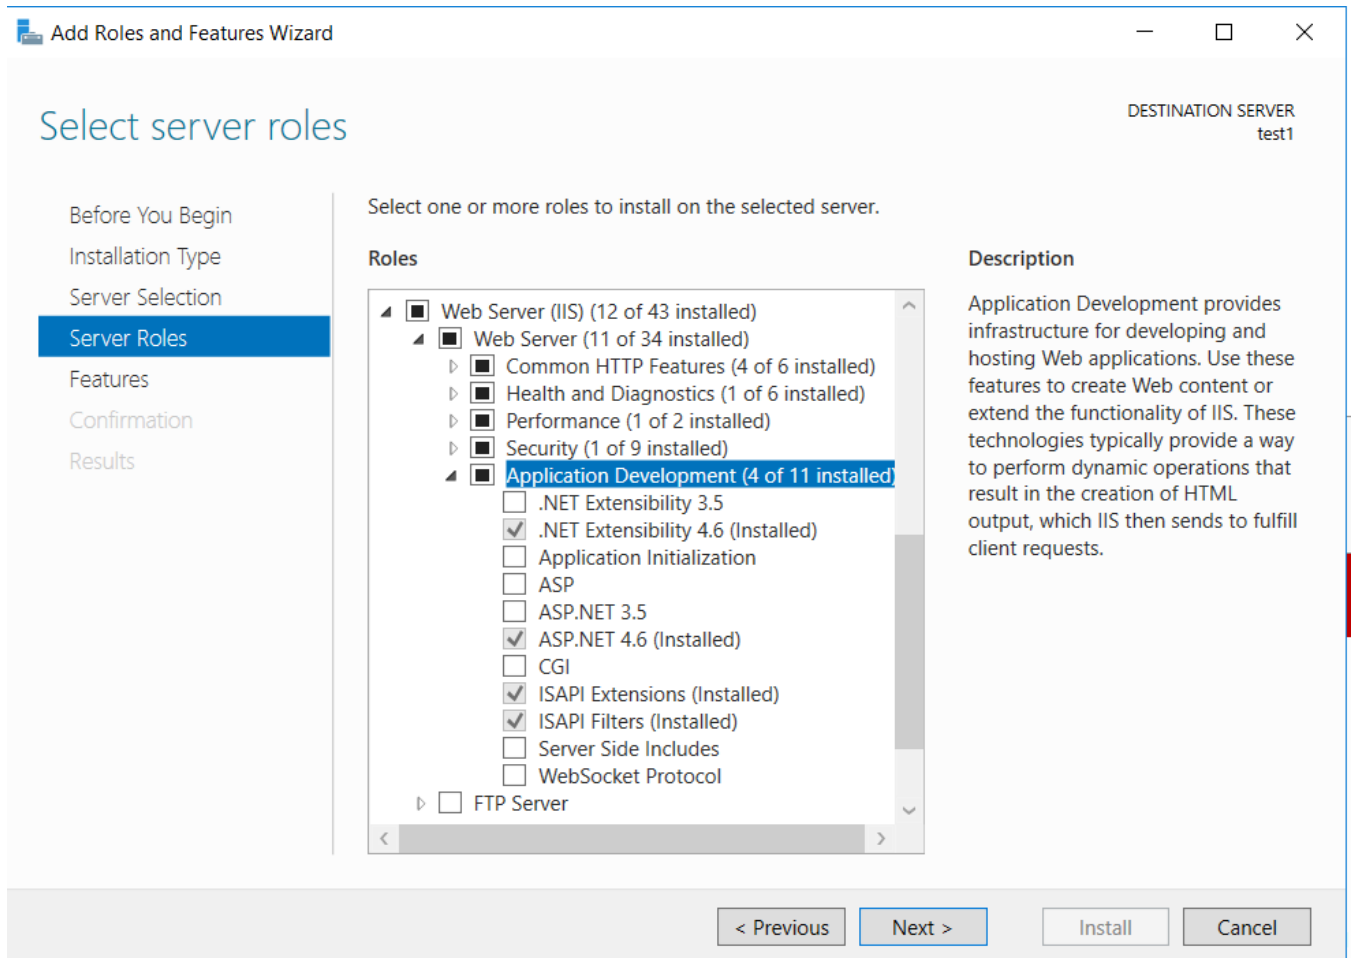 Add Roles and Features Wizard
Select server roles
DESTINATION SERVER
test1
Before You Begin
Installation Type
Server Selection
Server Roles
Features
Confirmation
Results
Select one or more roles to install on the selected server.
Roles
Web Server (IIS) (12 of 43 installed)
Web Server (11 of 34 installed)
Common HTTP Features (4 of 6 installed)
Health and Diagnostics (1 of 6 installed)
Performance (1 of 2 installed)
Security (1 of 9 installed)
Application Development (4 of 11 installed)
.NET Extensibility 3.5
.NET Extensibility 4.6 (Installed)
Application Initialization
ASP
ASP.NET 3.5
ASP.NET 4.6 (Installed)
CGI
ISAPI Extensions (Installed)
ISAPI Filters (Installed)
Server Side Includes
WebSocket Protocol
FTP Server
Description
Application Development provides
infrastructure for developing and
hosting Web applications. Use these
features to create Web content or
extend the functionality of IIS. These
technologies typically provide a way
to perform dynamic operations that
result in the creation of HTML
output, which IIS then sends to fulfill
client requests.
< Previous
Next >
Install
Cancel